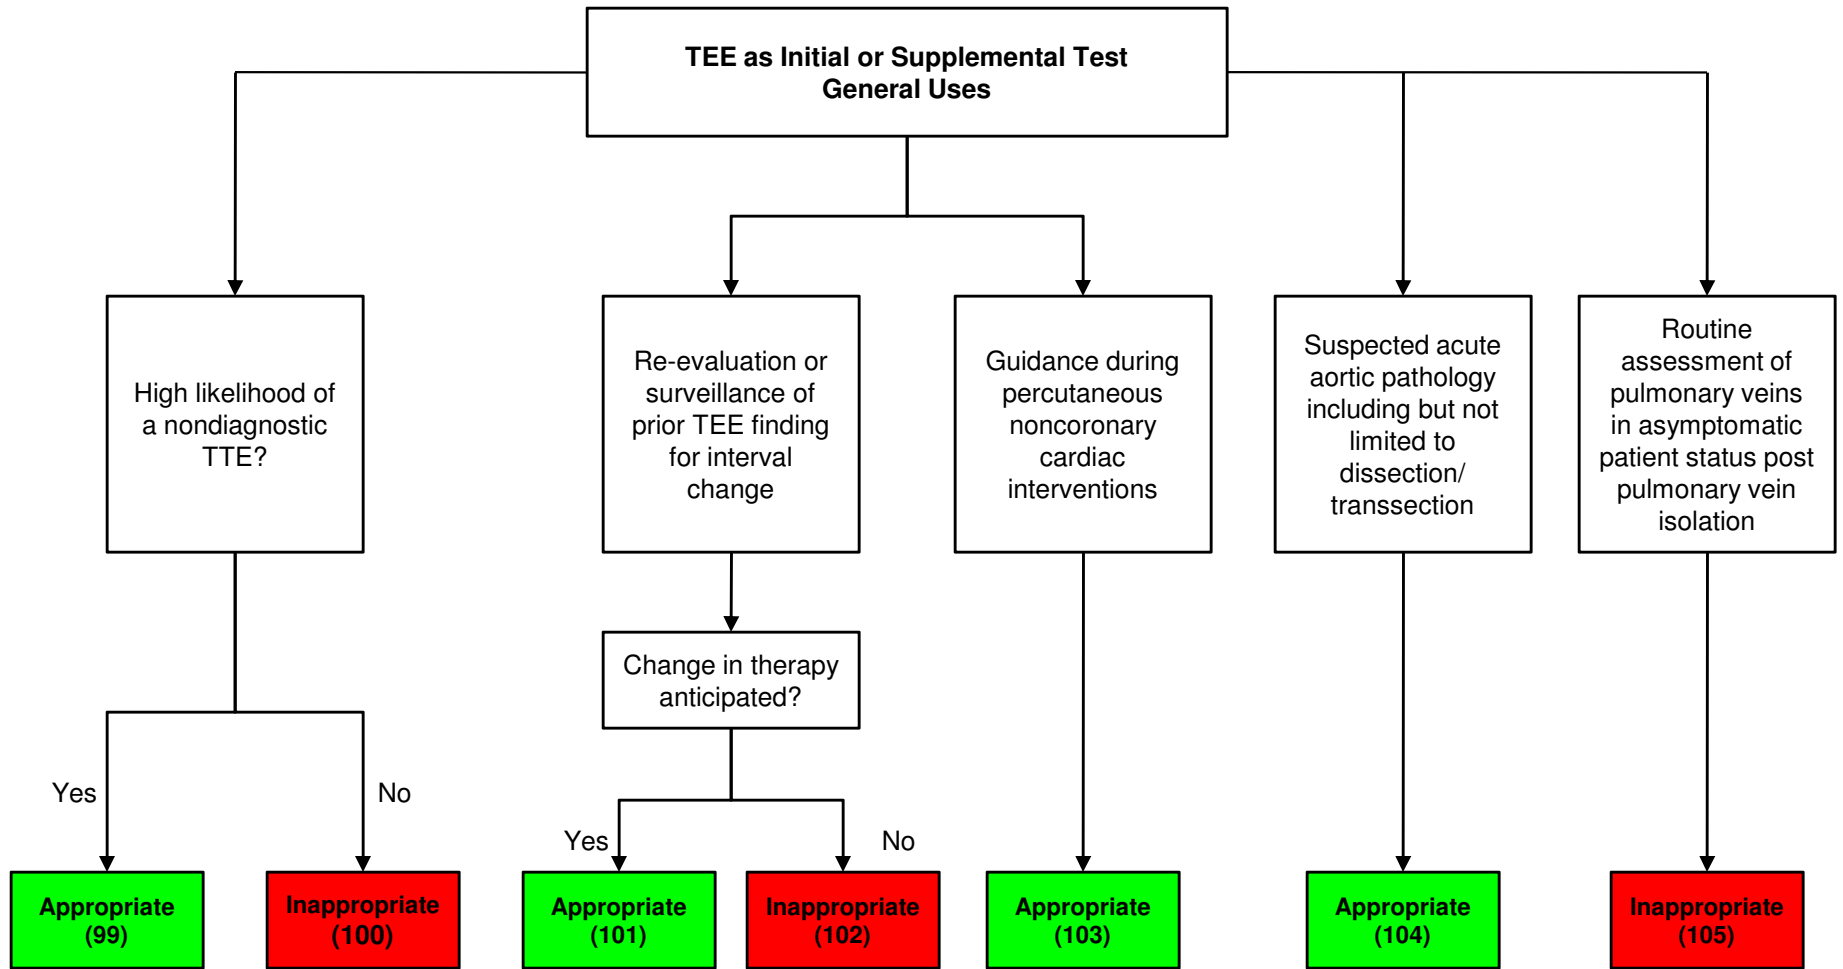 TEE as Initial or Supplemental Test
General Uses
High likelihood of
a nondiagnostic
TTE?
Re-evaluation or
surveillance of
prior TEE finding
for interval
change
Guidance during
percutaneous
noncoronary
cardiac
interventions
Suspected acute
aortic pathology
including but not
limited to
dissection/
transsection
Routine
assessment of
pulmonary veins
in asymptomatic
patient status post
pulmonary vein
isolation
Change in therapy
anticipated?
Yes
No
Yes
No
Appropriate
(99)
Inappropriate
(100)
Appropriate
(101)
Inappropriate
(102)
Appropriate
(103)
Appropriate
(104)
Inappropriate
(105)